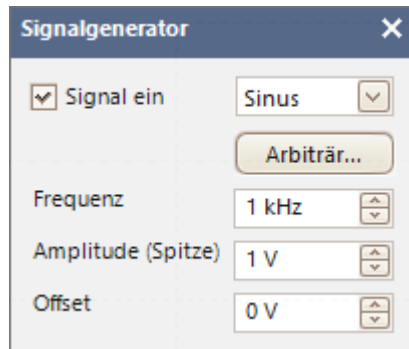 Signalgenerator
Signal ein Sinus
Arbiträr...
Frequenz 1 kHz
Amplitude (Spitze) 1 V
Offset 0 V